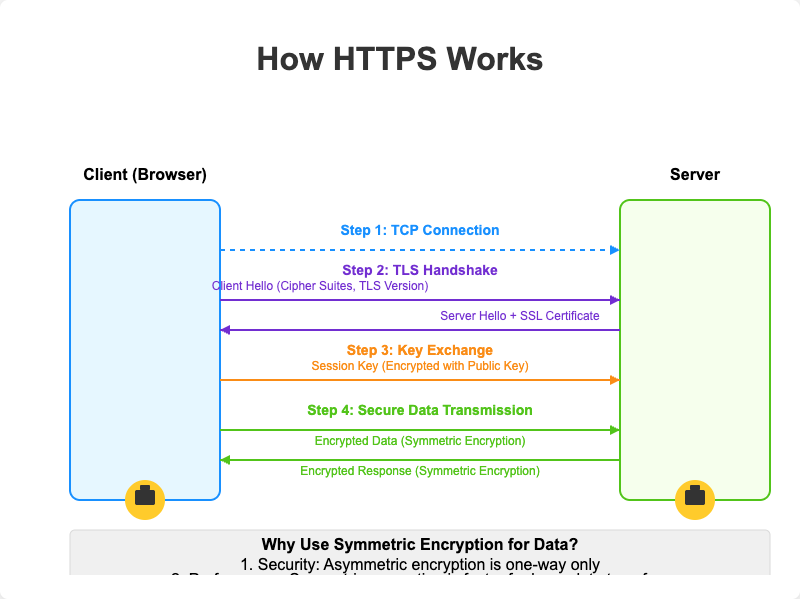 How HTTPS Works
Client (Browser)
Server
Step 1: TCP Connection
Step 2: TLS Handshake
Client Hello (Cipher Suites, TLS Version)
Server Hello + SSL Certificate
Step 3: Key Exchange
Session Key (Encrypted with Public Key)
Step 4: Secure Data Transmission
Encrypted Data (Symmetric Encryption)
Encrypted Response (Symmetric Encryption)
Why Use Symmetric Encryption for Data?
1. Security: Asymmetric encryption is one-way only